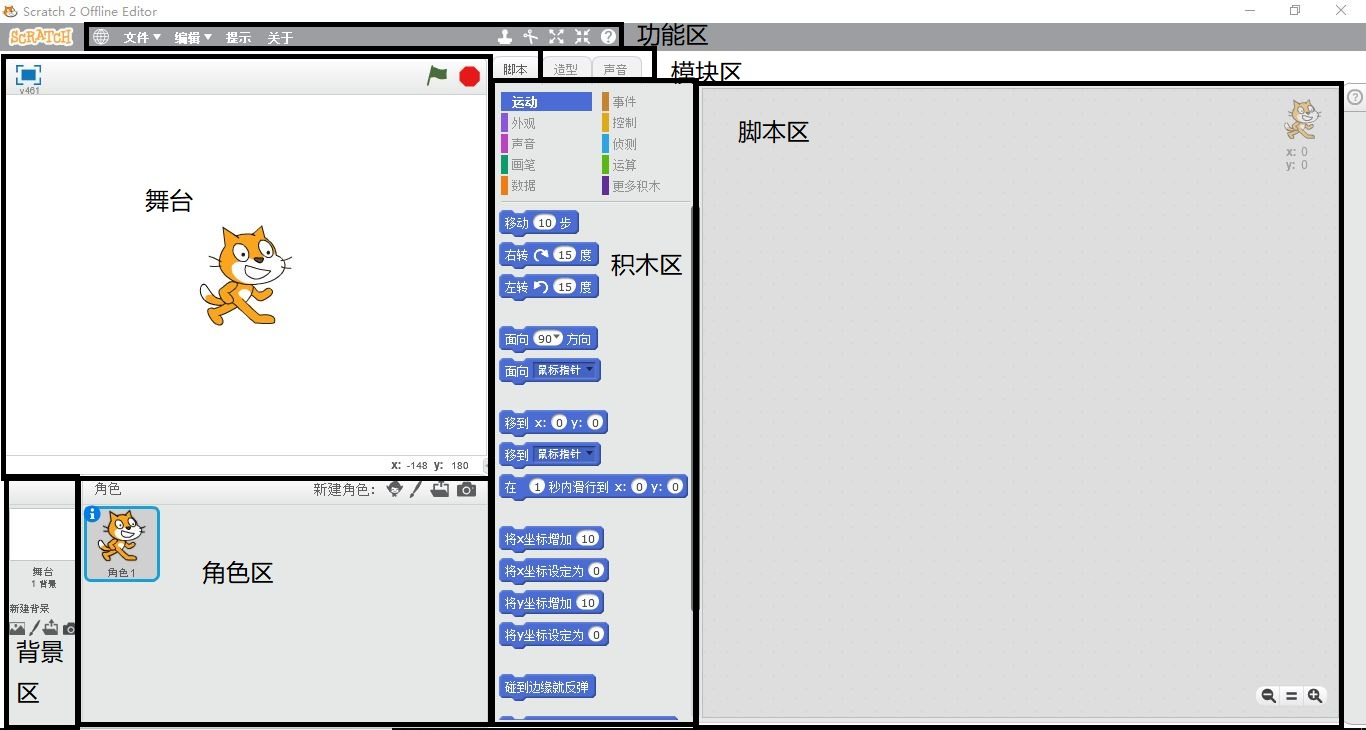 Scratch 2 Offline Editor
SCRATCH 文件 编辑 提示 关于
功能区
v461
脚本 造型 声音
模块区
运动 事件
外观 控制
声音 侦测
画笔 运算
数据 更多积木
脚本区
x: 0
y: 0
舞台
移动 10 步
右转 15 度
积木区
左转 15 度
面向 90 方向
面向 鼠标指针
移到 x: 0 y: 0
移到 鼠标指针
在 1 秒内滑行到 x: 0 y: 0
将x坐标增加 10
将x坐标设定为 0
将y坐标增加 10
将y坐标设定为 0
碰到边缘就反弹
x: -148 y: 180
角色 新建角色:
角色1
角色区
舞台
1 背景
新建背景
背景
区